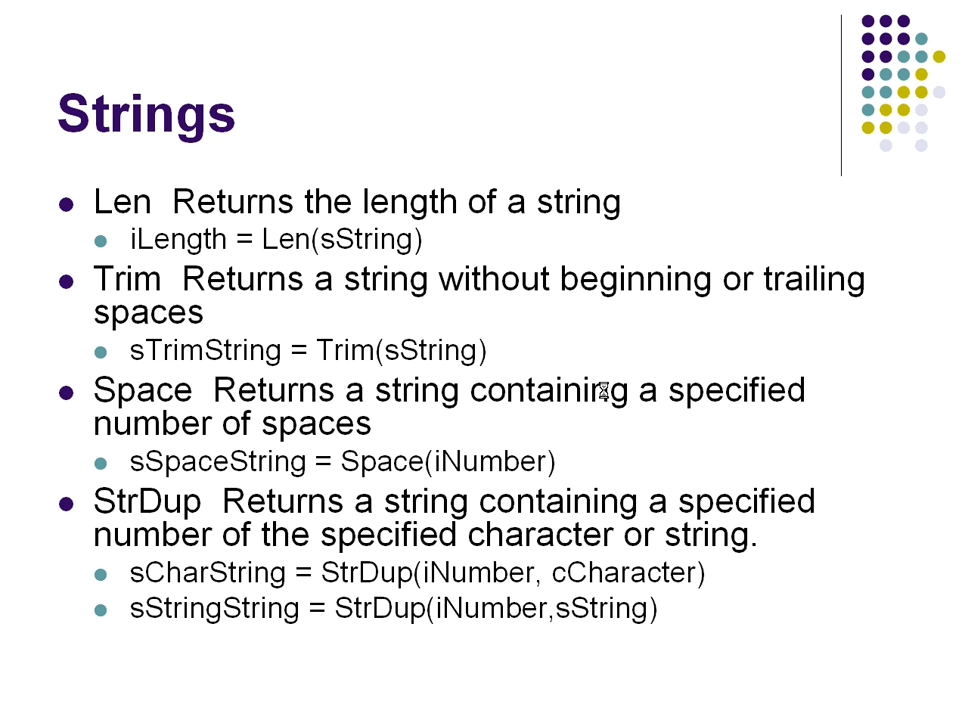 Strings
Len  Returns the length of a string
iLength = Len(sString)
Trim  Returns a string without beginning or trailing
spaces
sTrimString = Trim(sString)
Space  Returns a string containing a specified
number of spaces
sSpaceString = Space(iNumber)
StrDup  Returns a string containing a specified
number of the specified character or string.
sCharString = StrDup(iNumber, cCharacter)
sStringString = StrDup(iNumber,sString)